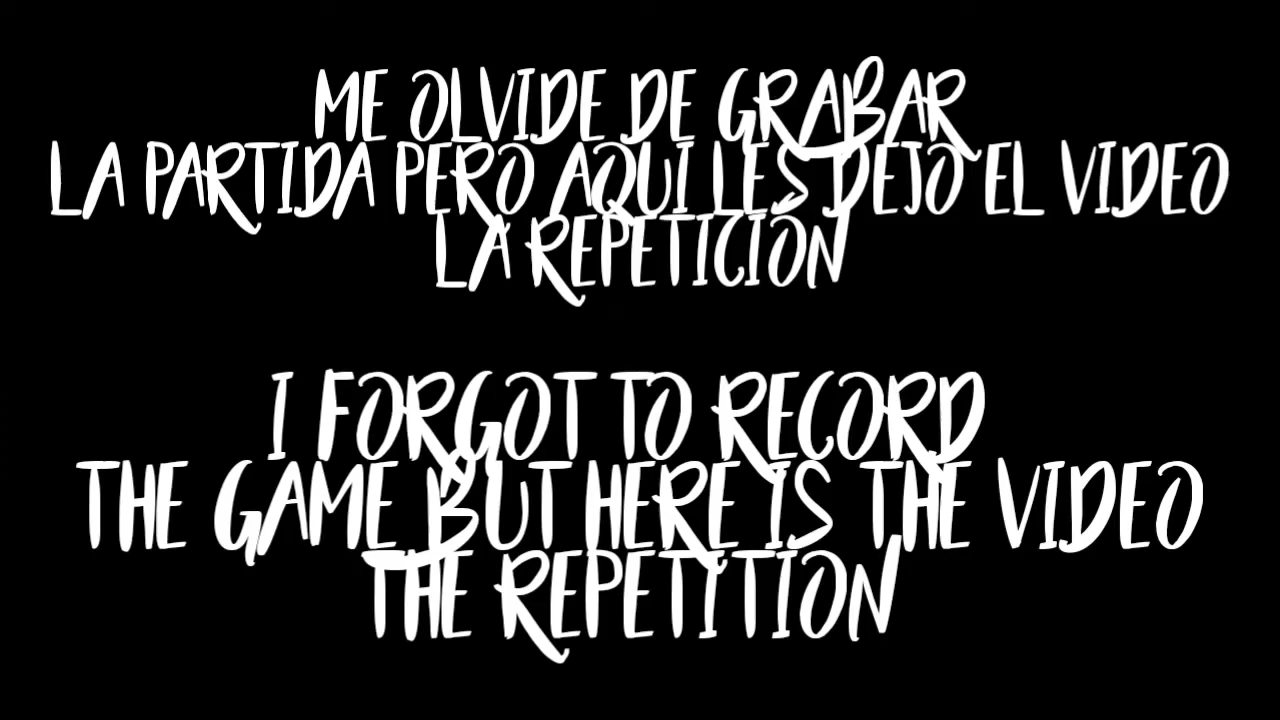 ME OLVIDE DE GRABAR
LA PARTIDA PERO AQUI LES DEJO EL VIDEO
LA REPETICIÓN
I FORGOT TO RECORD
THE GAME BUT HERE IS THE VIDEO
THE REPETITION